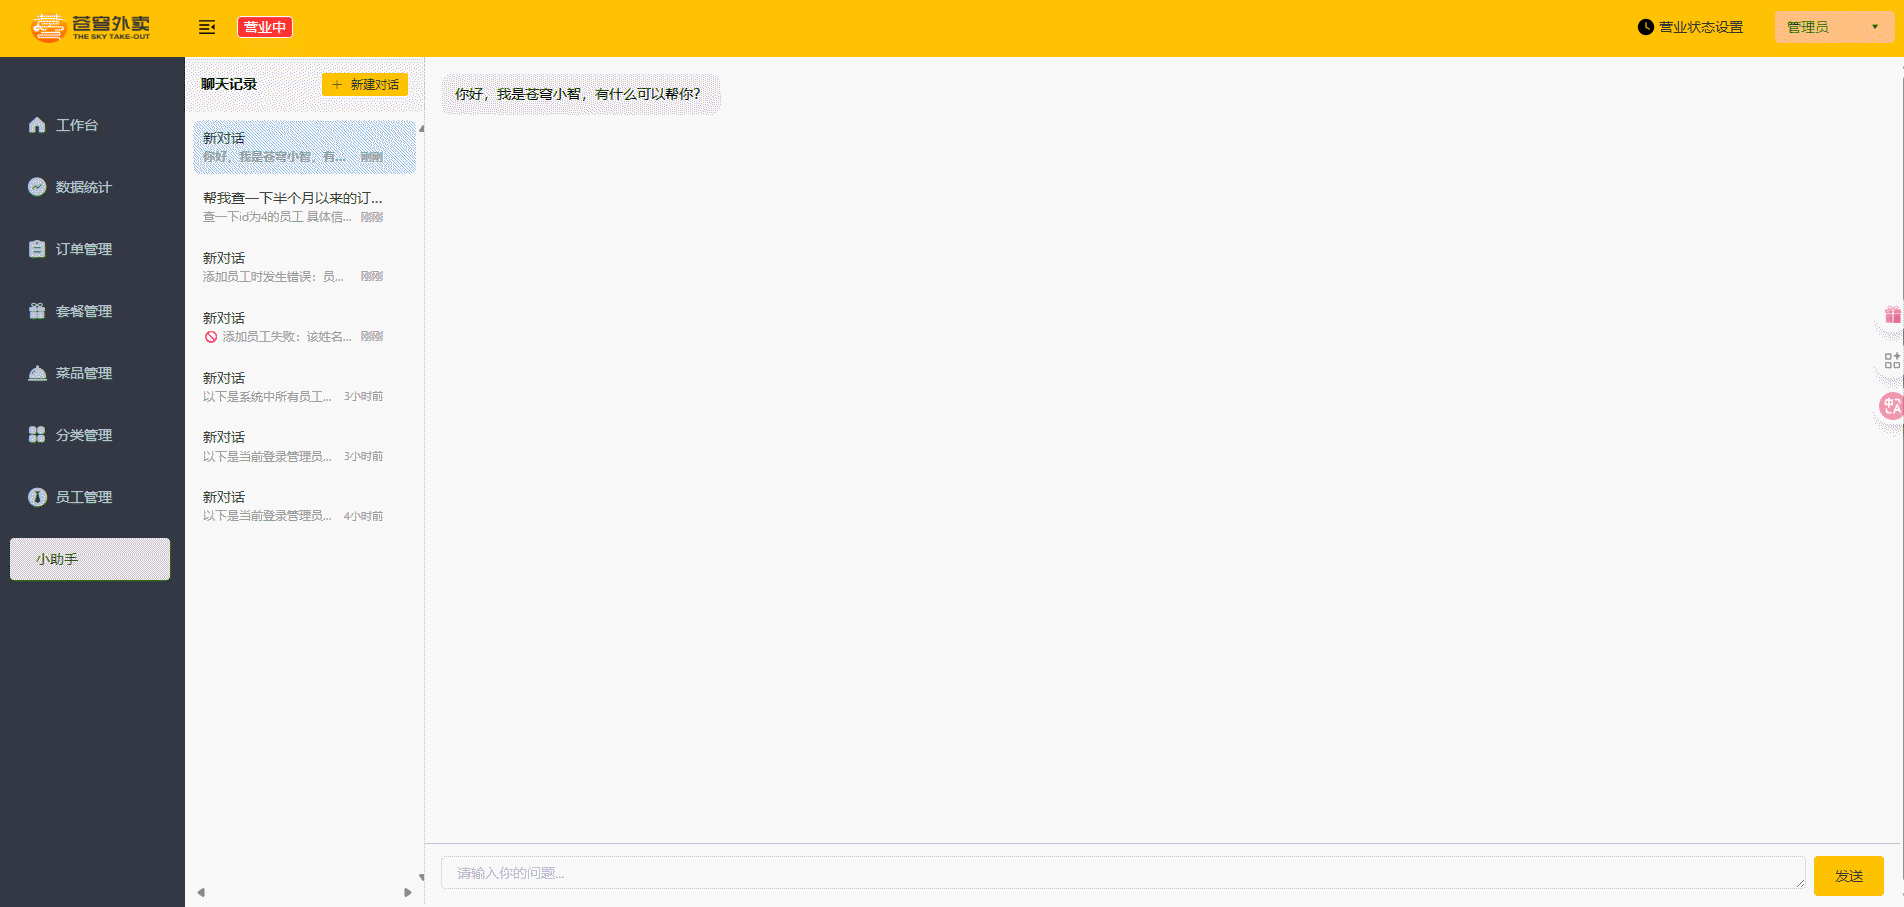 苍穹外卖
THE SKY TAKE-OUT
营业中
营业状态设置
管理员
工作台
数据统计
订单管理
套餐管理
菜品管理
分类管理
员工管理
小助手
聊天记录
+ 新建对话
新对话
你好，我是苍穹小智，有... 刚刚
帮我查一下半个月以来的订...
查一下id为4的员工 具体信... 刚刚
新对话
添加员工时发生错误：员... 刚刚
新对话
🚫 添加员工失败：该姓名... 刚刚
新对话
以下是系统中所有员工... 3小时前
新对话
以下是当前登录管理员... 3小时前
新对话
以下是当前登录管理员... 4小时前
你好，我是苍穹小智，有什么可以帮你？
请输入你的问题...
发送
中
A